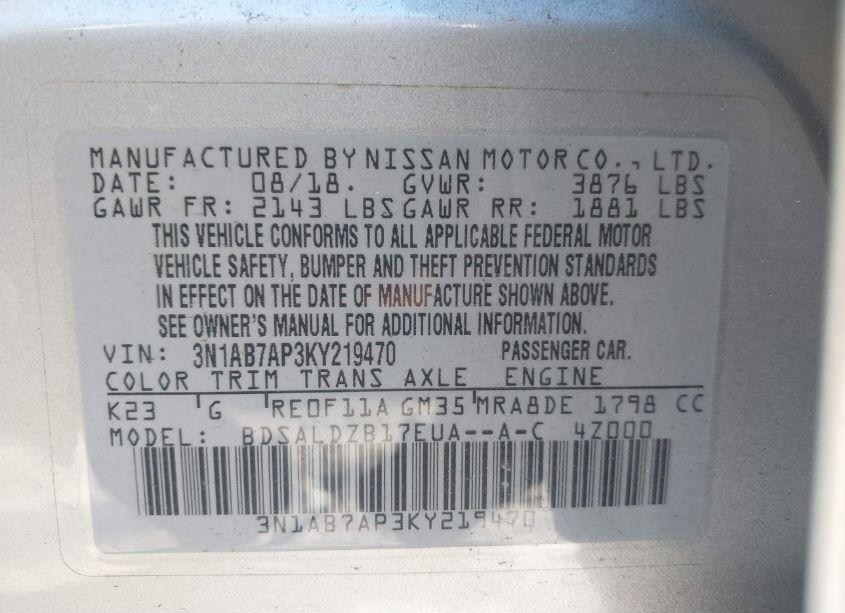 MANUFACTURED BY NISSAN MOTOR CO., LTD.
DATE: 08/18. GVWR: 3876 LBS
GAWR FR: 2143 LBS GAWR RR: 1881 LBS
THIS VEHICLE CONFORMS TO ALL APPLICABLE FEDERAL MOTOR
VEHICLE SAFETY, BUMPER AND THEFT PREVENTION STANDARDS
IN EFFECT ON THE DATE OF MANUFACTURE SHOWN ABOVE.
SEE OWNER'S MANUAL FOR ADDITIONAL INFORMATION.
VIN: 3N1AB7AP3KY219470 PASSENGER CAR.
COLOR TRIM TRANS AXLE ENGINE
K23 G RE0F11A GM35 MRA8DE 1798 CC
MODEL: BDSALDZB17EUA--A-C 4Z000
3N1AB7AP3KY219470